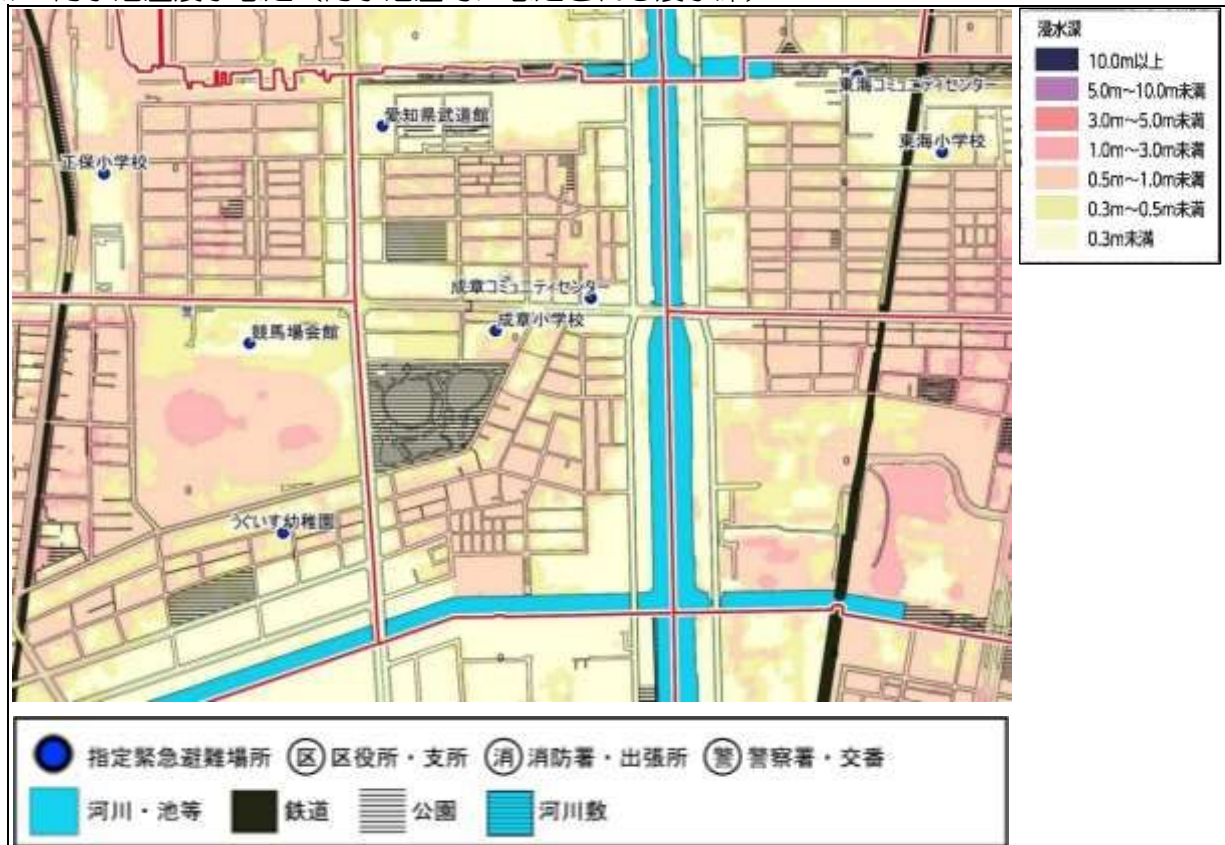 浸水深
10.0m以上
5.0m～10.0m未満
3.0m～5.0m未満
1.0m～3.0m未満
0.5m～1.0m未満
0.3m～0.5m未満
0.3m未満
東海コミュニティセンター
愛知県武道館
東海小学校
正保小学校
成章コミュニティセンター
成章小学校
競馬場会館
うぐいす幼稚園
指定緊急避難場所 区 区役所・支所 消 消防署・出張所 警 警察署・交番
河川・池等 鉄道 公園 河川敷